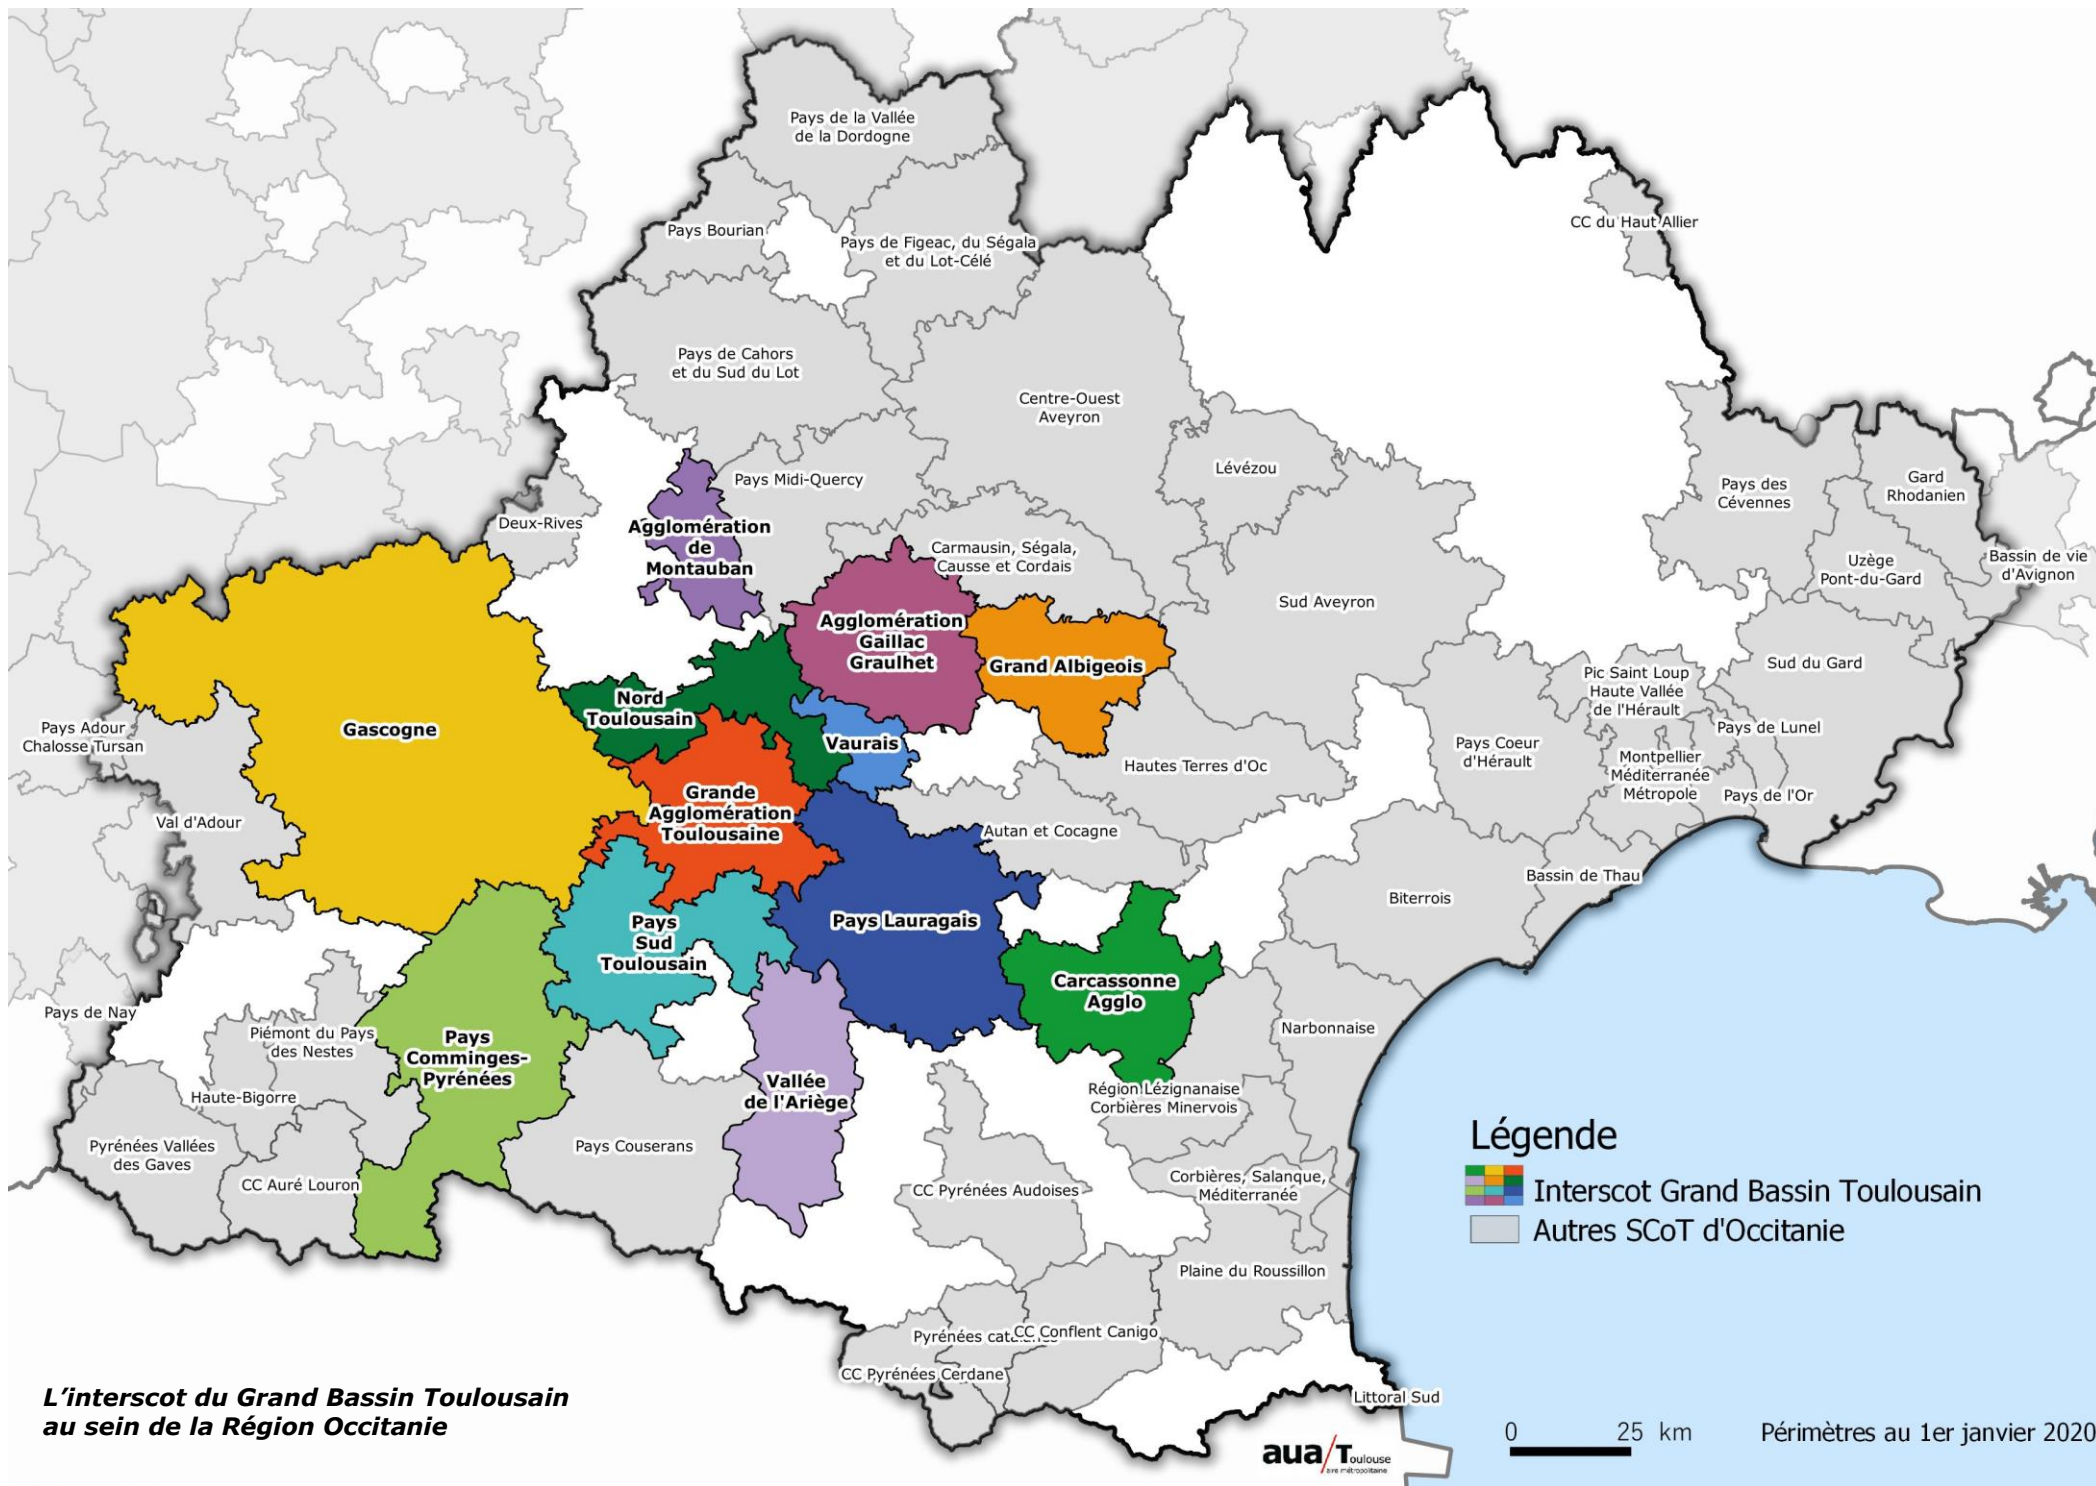 Pays de la Vallée
de la Dordogne
CC du Haut Allier
Pays Bourian
Pays de Figeac, du Ségala
et du Lot-Célé
Pays de Cahors
et du Sud du Lot
Centre-Ouest
Aveyron
Lévézou
Pays Midi-Quercy
Pays des
Cévennes
Gard
Rhodanien
Deux-Rives
Agglomération
de
Montauban
Carmausin, Ségala,
Causse et Cordais
Uzège
Pont-du-Gard
Bassin de vie
d'Avignon
Sud Aveyron
Agglomération
Gaillac
Graulhet
Grand Albigeois
Sud du Gard
Pic Saint Loup
Haute Vallée
de l'Hérault
Nord
Toulousain
Gascogne
Pays Adour
Chalosse Tursan
Vaurais
Pays de Lunel
Pays Coeur
d'Hérault
Montpellier
Méditerranée
Métropole
Hautes Terres d'Oc
Pays de l'Or
Grande
Agglomération
Toulousaine
Val d'Adour
Autan et Cocagne
Bassin de Thau
Biterrois
Pays Lauragais
Pays
Sud
Toulousain
Carcassonne
Agglo
Pays de Nay
Narbonnaise
Piémont du Pays
des Nestes
Pays
Comminges-
Pyrénées
Haute-Bigorre
Vallée
de l'Ariège
Région Lézignanaise
Corbières Minervois
Pyrénées Vallées
des Gaves
Pays Couserans
CC Auré Louron
CC Pyrénées Audoises
Corbières, Salanque,
Méditerranée
Plaine du Roussillon
Pyrénées catalanes
CC Conflent Canigo
CC Pyrénées Cerdane
Littoral Sud
Légende
Interscot Grand Bassin Toulousain
Autres SCoT d'Occitanie
L'interscot du Grand Bassin Toulousain
au sein de la Région Occitanie
aua/Toulouse
aire métropolitaine
0 25 km
Périmètres au 1er janvier 2020